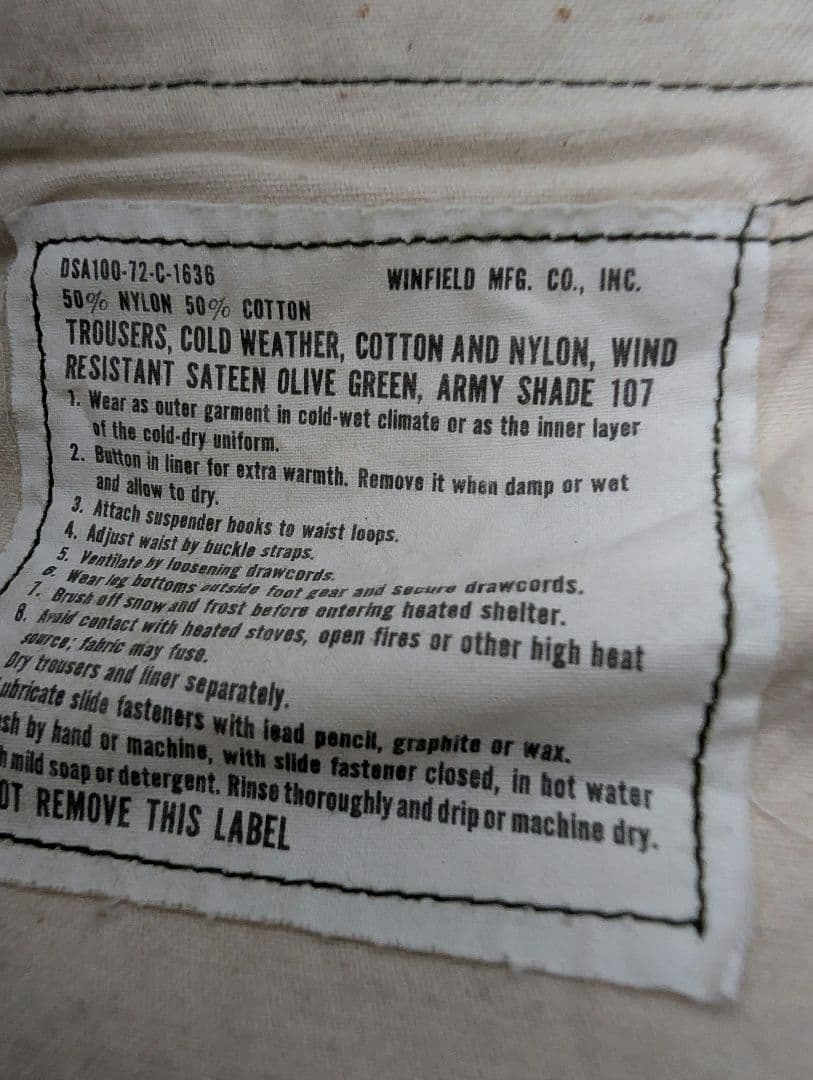 DSA100-72-C-1636 WINFIELD MFG. CO., INC.
50% NYLON 50% COTTON
TROUSERS, COLD WEATHER, COTTON AND NYLON, WIND
RESISTANT SATEEN OLIVE GREEN, ARMY SHADE 107
1. Wear as outer garment in cold-wet climate or as the inner layer
of the cold-dry uniform.
2. Button in liner for extra warmth. Remove it when damp or wet
and allow to dry.
3. Attach suspender hooks to waist loops.
4. Adjust waist by buckle straps.
5. Ventilate by loosening drawcords.
6. Wear leg bottoms outside foot gear and secure drawcords.
7. Brush off snow and frost before entering heated shelter.
8. Avoid contact with heated stoves, open fires or other high heat
source; fabric may fuse.
Dry trousers and liner separately.
ubricate slide fasteners with lead pencil, graphite or wax.
sh by hand or machine, with slide fastener closed, in hot water
h mild soap or detergent. Rinse thoroughly and drip or machine dry.
OT REMOVE THIS LABEL